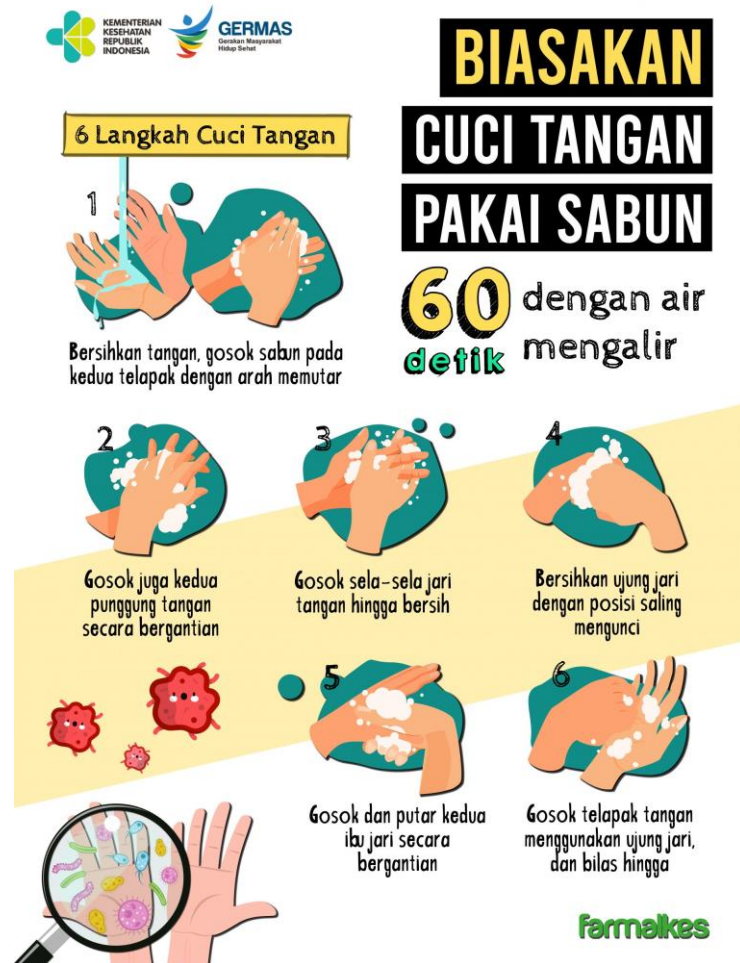 KEMENTERIAN
KESEHATAN
REPUBLIK
INDONESIA
GERMAS
Gerakan Masyarakat
Hidup Sehat
BIASAKAN
CUCI TANGAN
PAKAI SABUN
60
detik
dengan air
mengalir
6 Langkah Cuci Tangan
1
Bersihkan tangan, gosok sabun pada
kedua telapak dengan arah memutar
2
Gosok juga kedua
punggung tangan
secara bergantian
3
Gosok sela-sela jari
tangan hingga bersih
4
Bersihkan ujung jari
dengan posisi saling
mengunci
5
Gosok dan putar kedua
ibu jari secara
bergantian
6
Gosok telapak tangan
menggunakan ujung jari,
dan bilas hingga
farmalkes